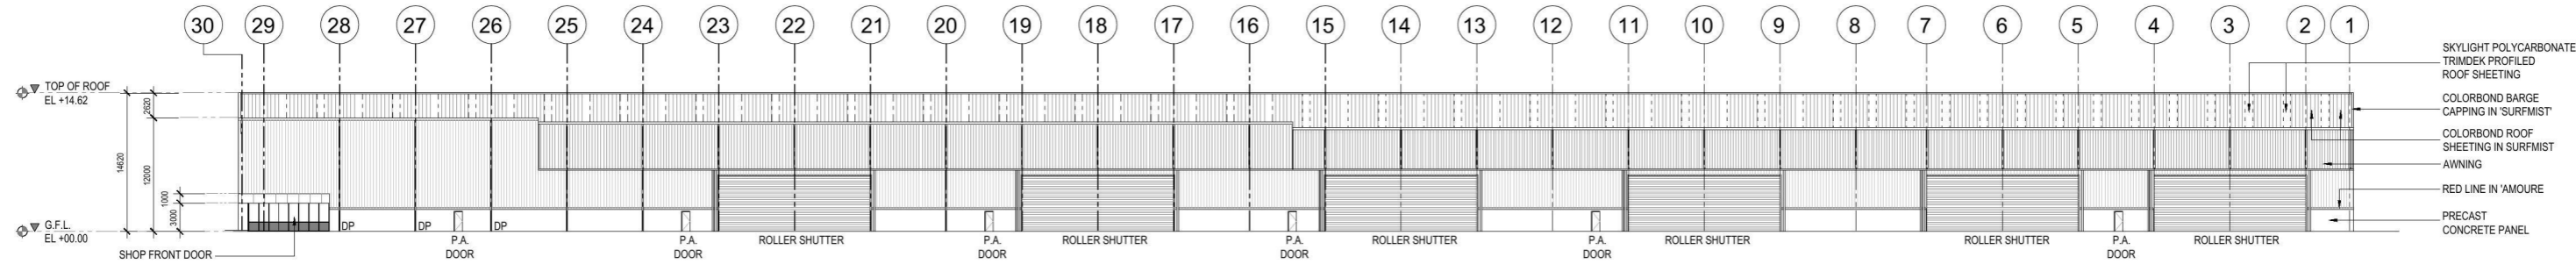 30 29 28 27 26 25 24 23 22 21 20 19 18 17 16 15 14 13 12 11 10 9 8 7 6 5 4 3 2 1
TOP OF ROOF
EL +14.62
14620
2620
12000
1000
3000
G.F.L.
EL +00.00
SHOP FRONT DOOR
DP
DP
DP
P.A.
DOOR
P.A.
DOOR
ROLLER SHUTTER
P.A.
DOOR
ROLLER SHUTTER
P.A.
DOOR
ROLLER SHUTTER
P.A.
DOOR
ROLLER SHUTTER
ROLLER SHUTTER
P.A.
DOOR
ROLLER SHUTTER
SKYLIGHT POLYCARBONATE
TRIMDEK PROFILED
ROOF SHEETING
COLORBOND BARGE
CAPPING IN 'SURFMIST'
COLORBOND ROOF
SHEETING IN SURFMIST
AWNING
RED LINE IN 'AMOURE
PRECAST
CONCRETE PANEL